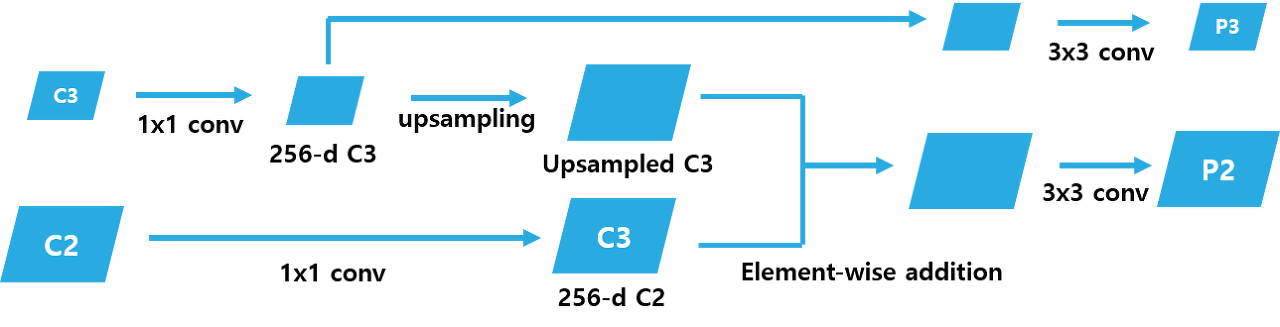 P3
3x3 conv
C3
1x1 conv
upsampling
256-d C3
Upsampled C3
P2
3x3 conv
C2
C3
1x1 conv
Element-wise addition
256-d C2